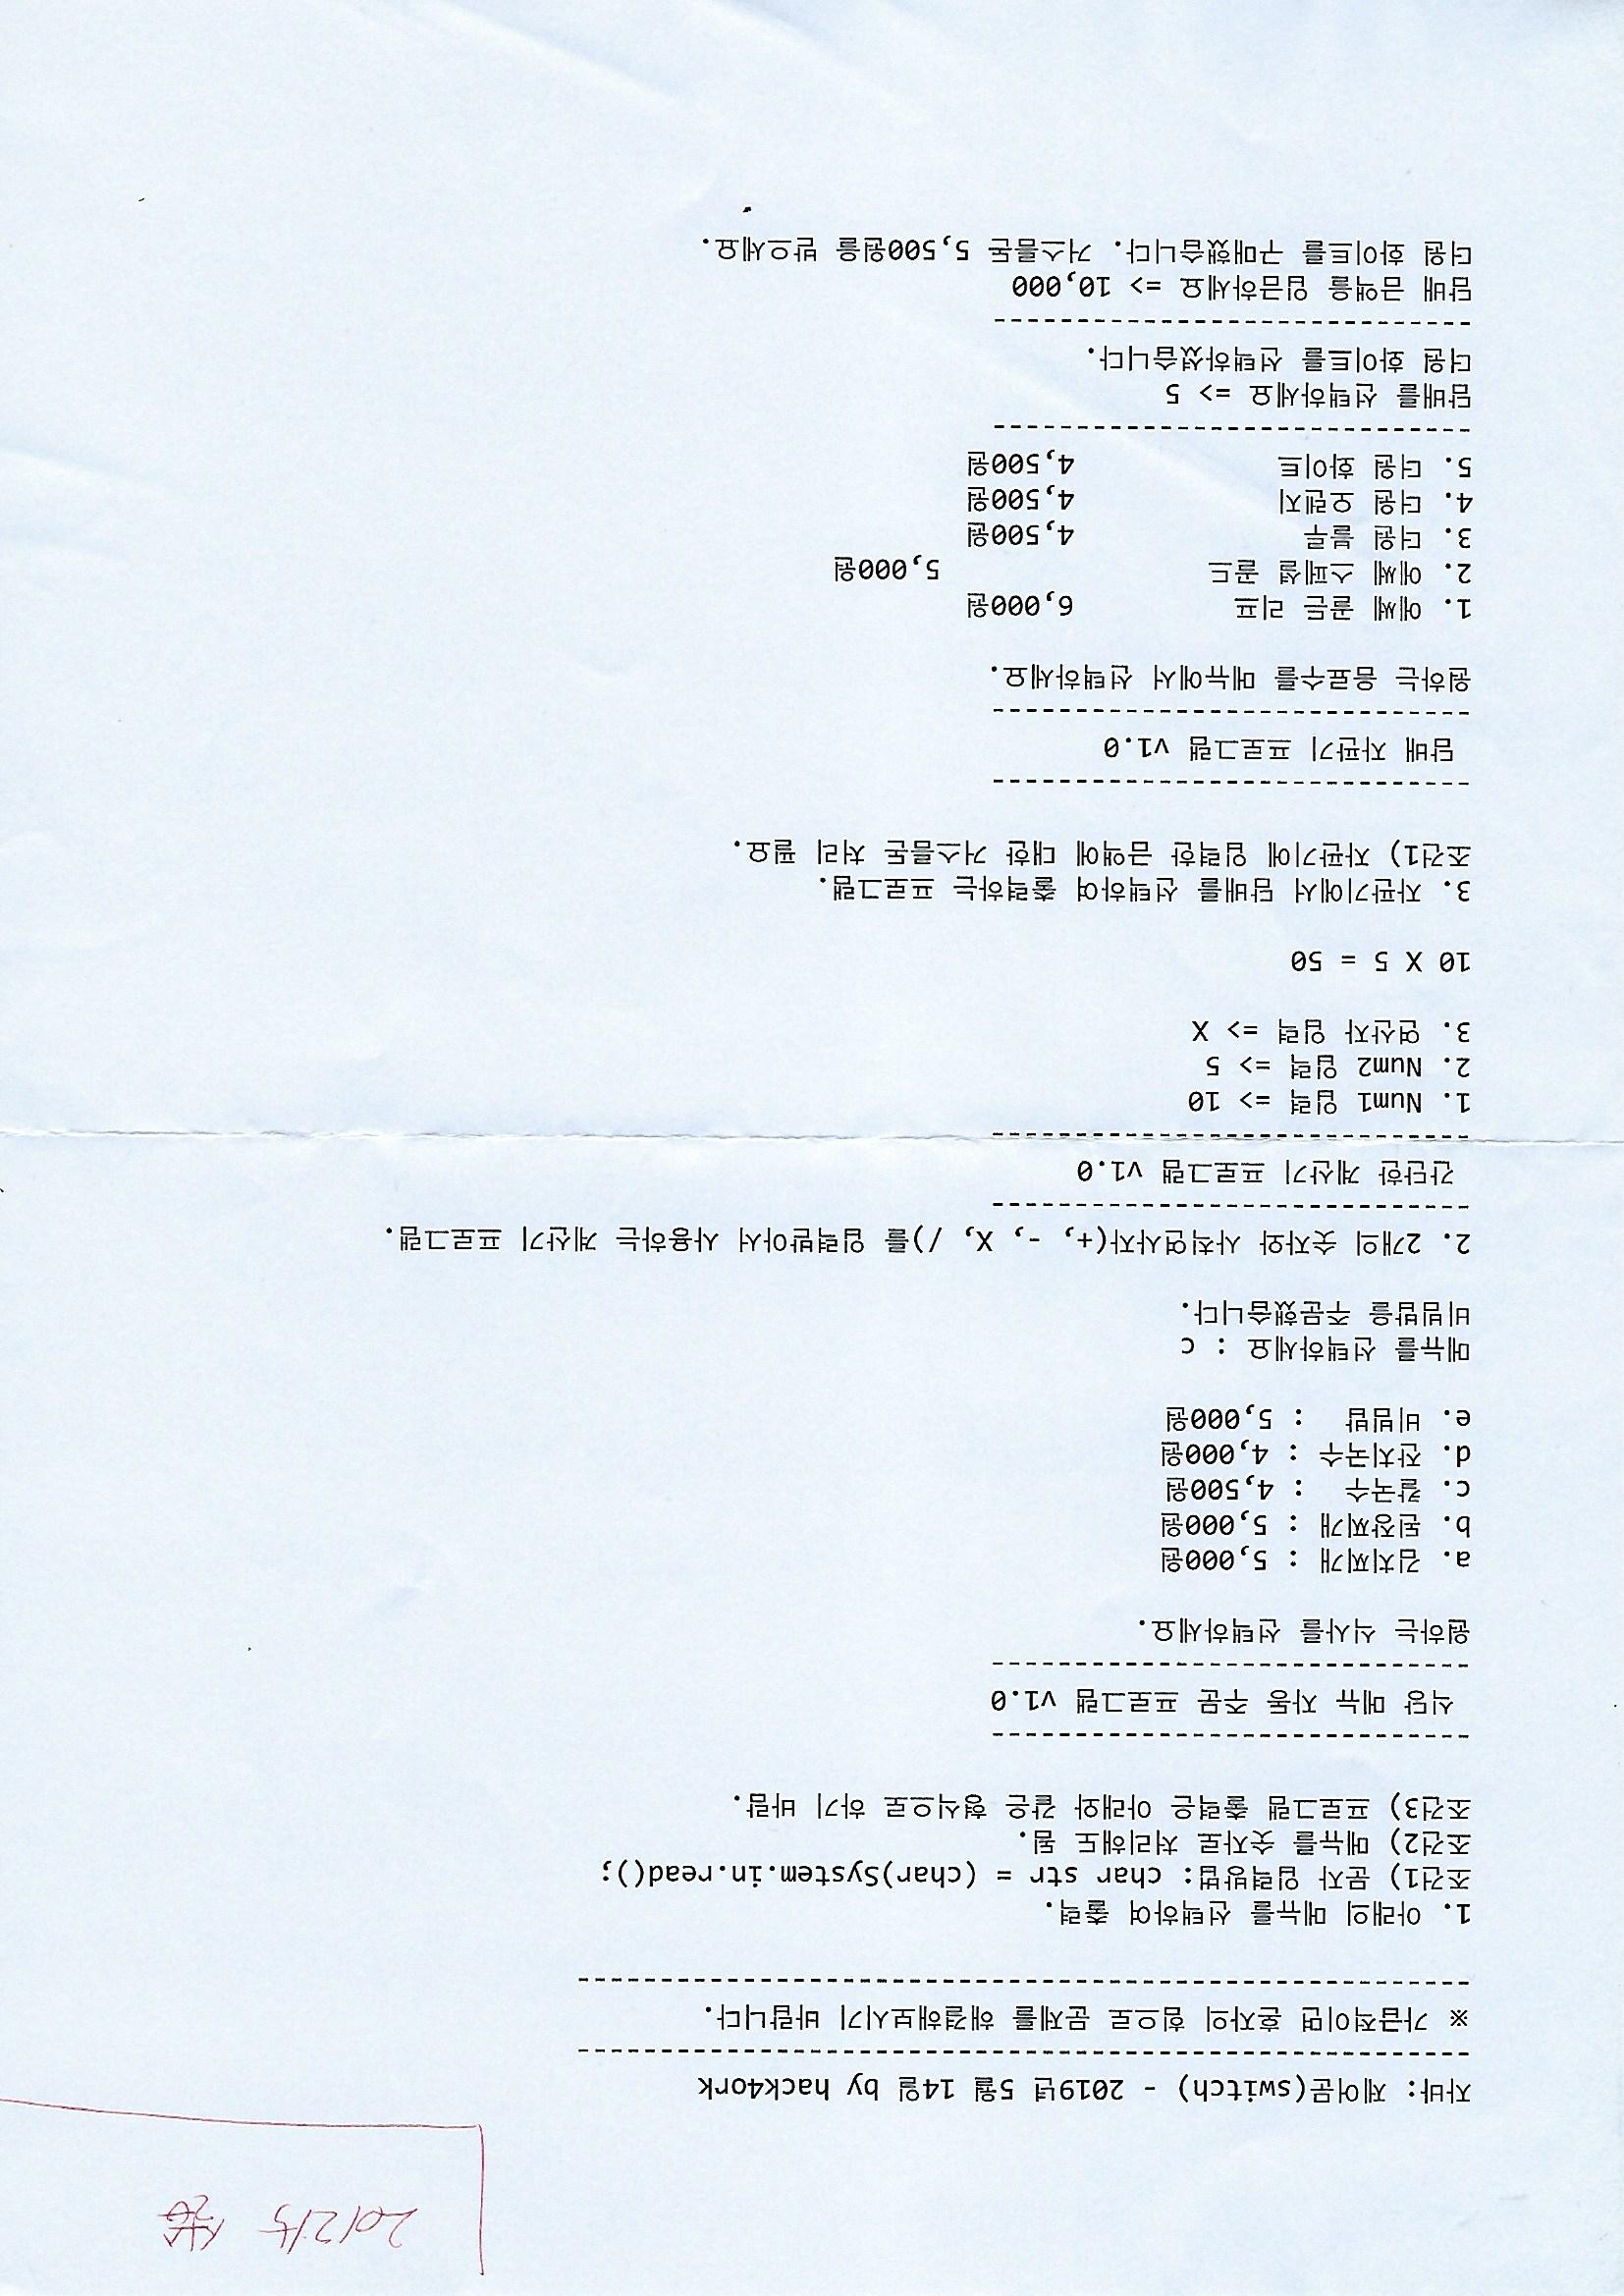 201215 실습
자바: 제어문(switch) - 2019년 5월 14일 by hack4ork
------------------------------------------------------
※ 가급적이면 혼자의 힘으로 문제를 해결해보시기 바랍니다.
------------------------------------------------------
1. 아래의 메뉴를 선택하여 출력.
조건1) 문자 입력방법: char str = (char)System.in.read();
조건2) 메뉴를 숫자로 처리해도 됨.
조건3) 프로그램 출력은 아래와 같은 형식으로 하기 바람.
-----------------------------
식당 메뉴 자동 주문 프로그램 v1.0
-----------------------------
원하는 식사를 선택하세요.
a. 김치찌개 : 5,000원
b. 된장찌개 : 5,000원
c. 칼국수  : 4,500원
d. 잔치국수 : 4,000원
e. 비빔밥  : 5,000원
메뉴를 선택하세요 : c
비빔밥을 주문했습니다.
2. 2개의 숫자와 사칙연사자(+, -, X, /)를 입력받아서 사용하는 계산기 프로그램.
-----------------------------
간단한 계산기 프로그램 v1.0
-----------------------------
1. Num1 입력 => 10
2. Num2 입력 => 5
3. 연산자 입력 => X
10 X 5 = 50
3. 자판기에서 담배를 선택하여 출력하는 프로그램.
조건1) 자판기에 입력한 금액에 대한 거스름돈 처리 필요.
-----------------------------
담배 자판기 프로그램 v1.0
-----------------------------
원하는 음료수를 메뉴에서 선택하세요.
1. 에쎄 골든 리프 6,000원
2. 에쎄 스페셜 골드 5,000원
3. 더원 블루 4,500원
4. 더원 오렌지 4,500원
5. 더원 화이트 4,500원
-----------------------------
담배를 선택하세요 => 5
더원 화이트를 선택하셨습니다.
-----------------------------
담배 금액을 입금하세요 => 10,000
더원 화이트를 구매했습니다. 거스름돈 5,500원을 받으세요.